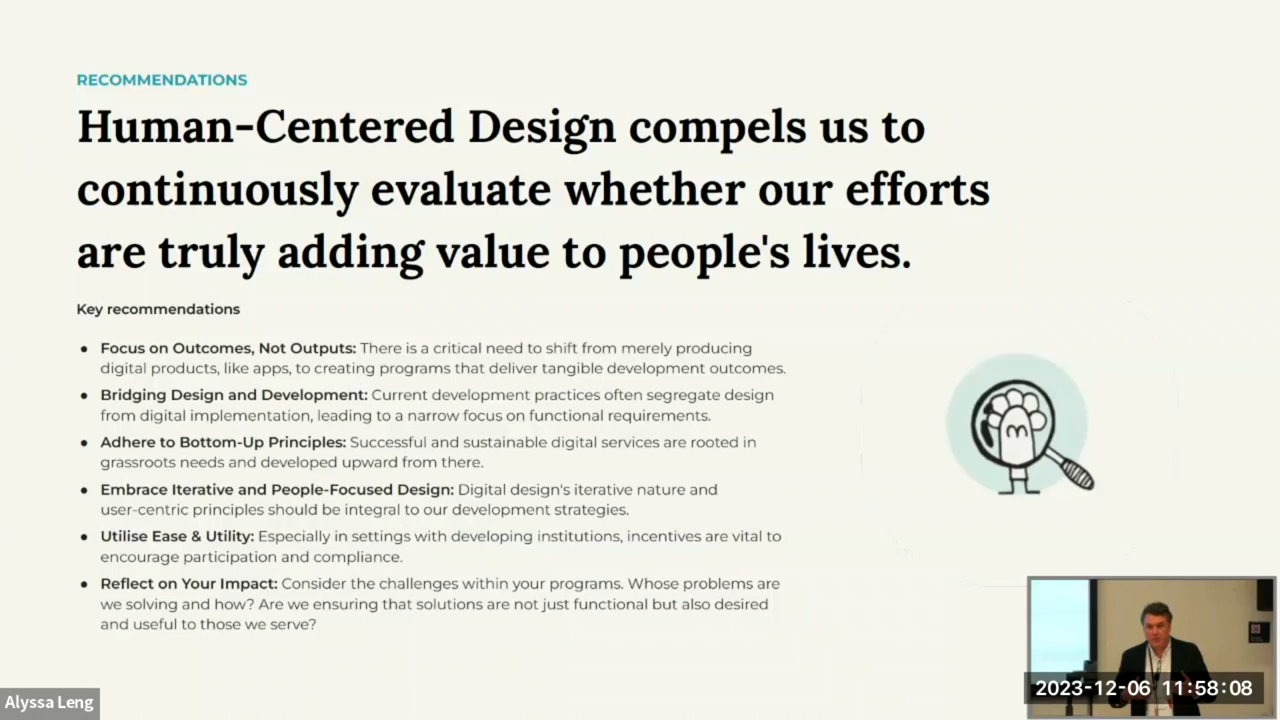 RECOMMENDATIONS
Human-Centered Design compels us to
continuously evaluate whether our efforts
are truly adding value to people's lives.
Key recommendations
● Focus on Outcomes, Not Outputs: There is a critical need to shift from merely producing
digital products, like apps, to creating programs that deliver tangible development outcomes.
● Bridging Design and Development: Current development practices often segregate design
from digital implementation, leading to a narrow focus on functional requirements.
● Adhere to Bottom-Up Principles: Successful and sustainable digital services are rooted in
grassroots needs and developed upward from there.
● Embrace Iterative and People-Focused Design: Digital design's iterative nature and
user-centric principles should be integral to our development strategies.
● Utilise Ease & Utility: Especially in settings with developing institutions, incentives are vital to
encourage participation and compliance.
● Reflect on Your Impact: Consider the challenges within your programs. Whose problems are
we solving and how? Are we ensuring that solutions are not just functional but also desired
and useful to those we serve?
2023-12-06 11:58:08
Alyssa Leng